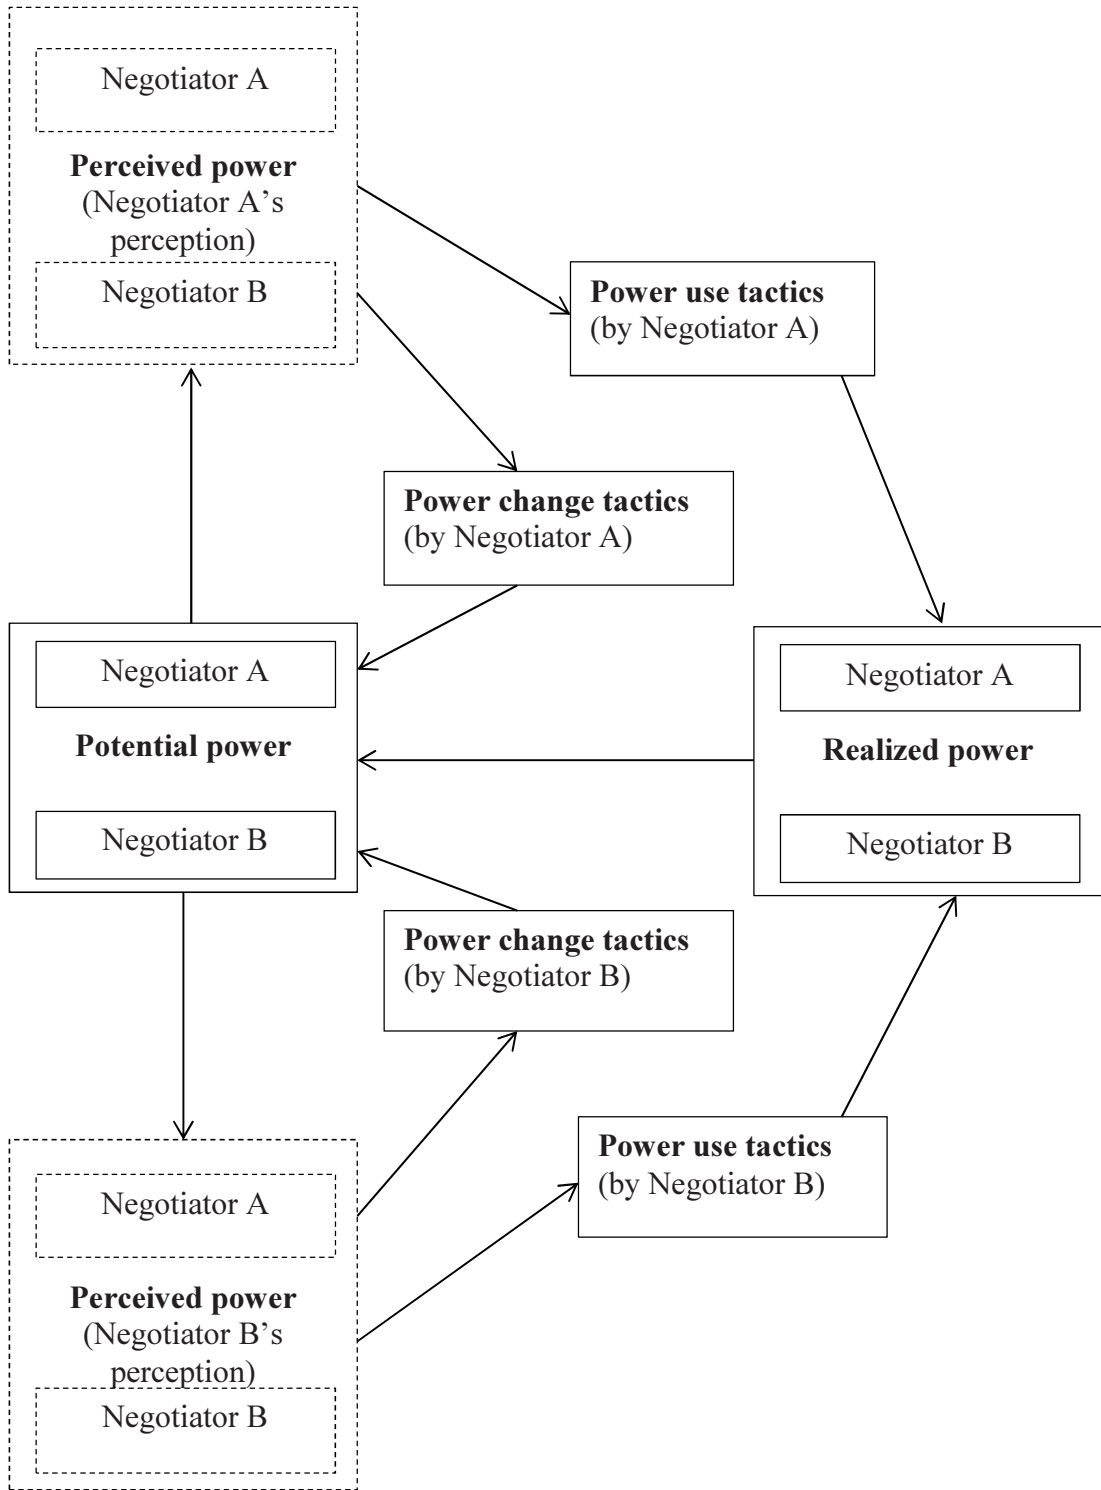 Negotiator A
Perceived power
(Negotiator A’s
perception)
Negotiator B
Power use tactics
(by Negotiator A)
Power change tactics
(by Negotiator A)
Negotiator A
Potential power
Negotiator B
Negotiator A
Realized power
Negotiator B
Power change tactics
(by Negotiator B)
Power use tactics
(by Negotiator B)
Negotiator A
Perceived power
(Negotiator B’s
perception)
Negotiator B